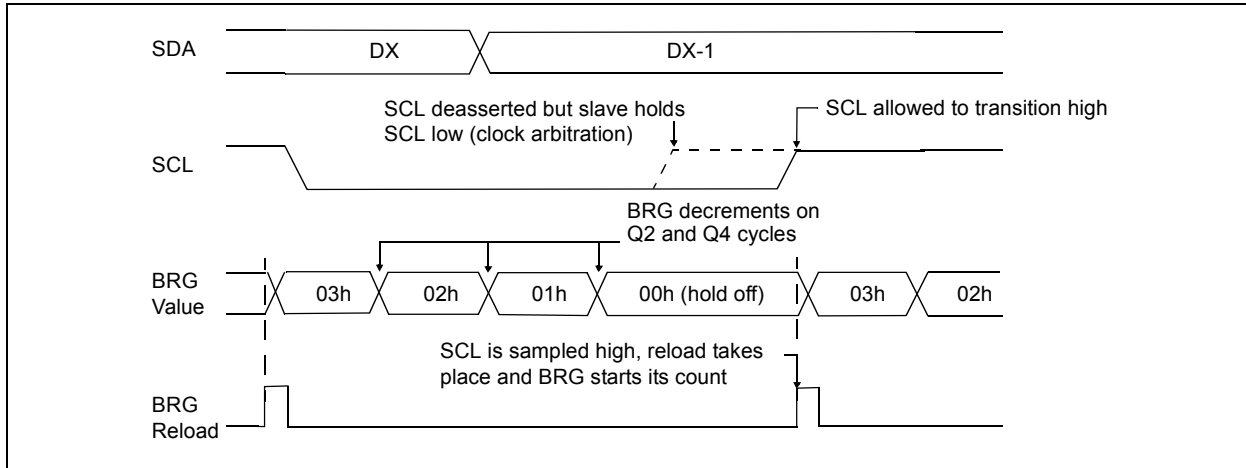 SDA
DX
DX-1
SCL deasserted but slave holds
SCL low (clock arbitration)
SCL allowed to transition high
SCL
BRG decrements on
Q2 and Q4 cycles
BRG
Value
03h
02h
01h
00h (hold off)
03h
02h
SCL is sampled high, reload takes
place and BRG starts its count
BRG
Reload